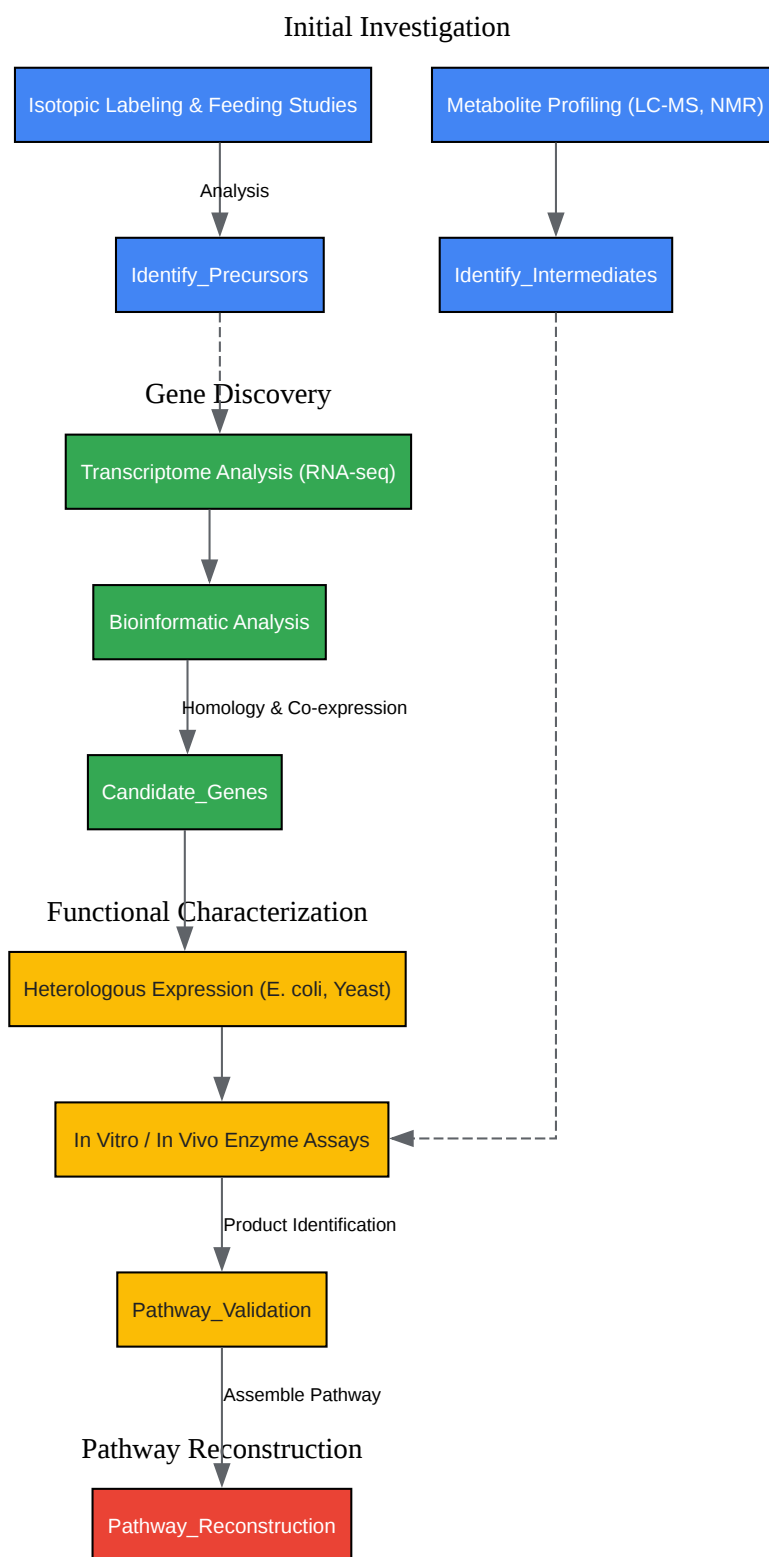 Initial Investigation
Isotopic Labeling & Feeding Studies
Metabolite Profiling (LC-MS, NMR)
Analysis
Identify_Precursors
Identify_Intermediates
Gene Discovery
Transcriptome Analysis (RNA-seq)
Bioinformatic Analysis
Homology & Co-expression
Candidate_Genes
Functional Characterization
Heterologous Expression (E. coli, Yeast)
In Vitro / In Vivo Enzyme Assays
Product Identification
Pathway_Validation
Assemble Pathway
Pathway Reconstruction
Pathway_Reconstruction